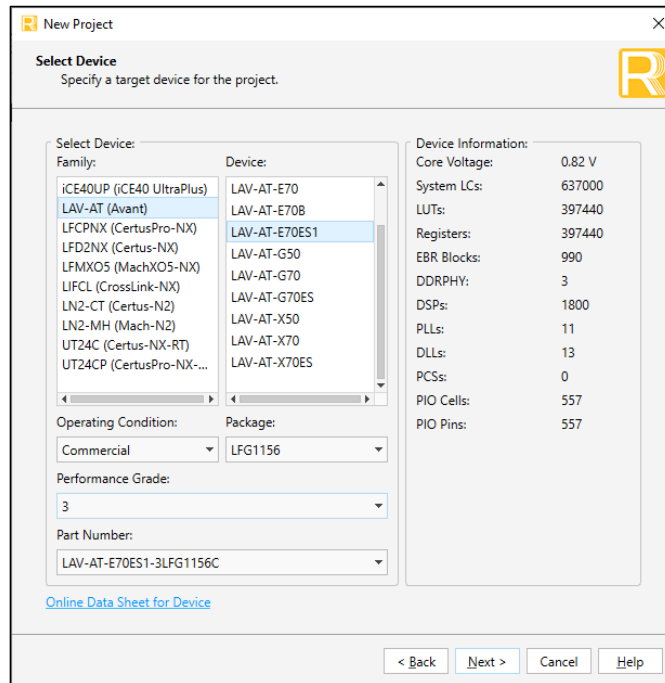 New Project
Select Device
Specify a target device for the project.
Select Device:
Family:
iCE40UP (iCE40 UltraPlus)
LAV-AT (Avant)
LFCPNX (CertusPro-NX)
LFD2NX (Certus-NX)
LFMXO5 (MachXO5-NX)
LIFCL (CrossLink-NX)
LN2-CT (Certus-N2)
LN2-MH (Mach-N2)
UT24C (Certus-NX-RT)
UT24CP (CertusPro-NX-...
Device:
LAV-AT-E70
LAV-AT-E70B
LAV-AT-E70ES1
LAV-AT-G50
LAV-AT-G70
LAV-AT-G70ES
LAV-AT-X50
LAV-AT-X70
LAV-AT-X70ES
Operating Condition:
Commercial
Package:
LFG1156
Performance Grade:
3
Part Number:
LAV-AT-E70ES1-3LFG1156C
Device Information:
Core Voltage: 0.82 V
System LCs: 637000
LUTs: 397440
Registers: 397440
EBR Blocks: 990
DDRPHY: 3
DSPs: 1800
PLLs: 11
DLLs: 13
PCSs: 0
PIO Cells: 557
PIO Pins: 557
Online Data Sheet for Device
< Back
Next >
Cancel
Help